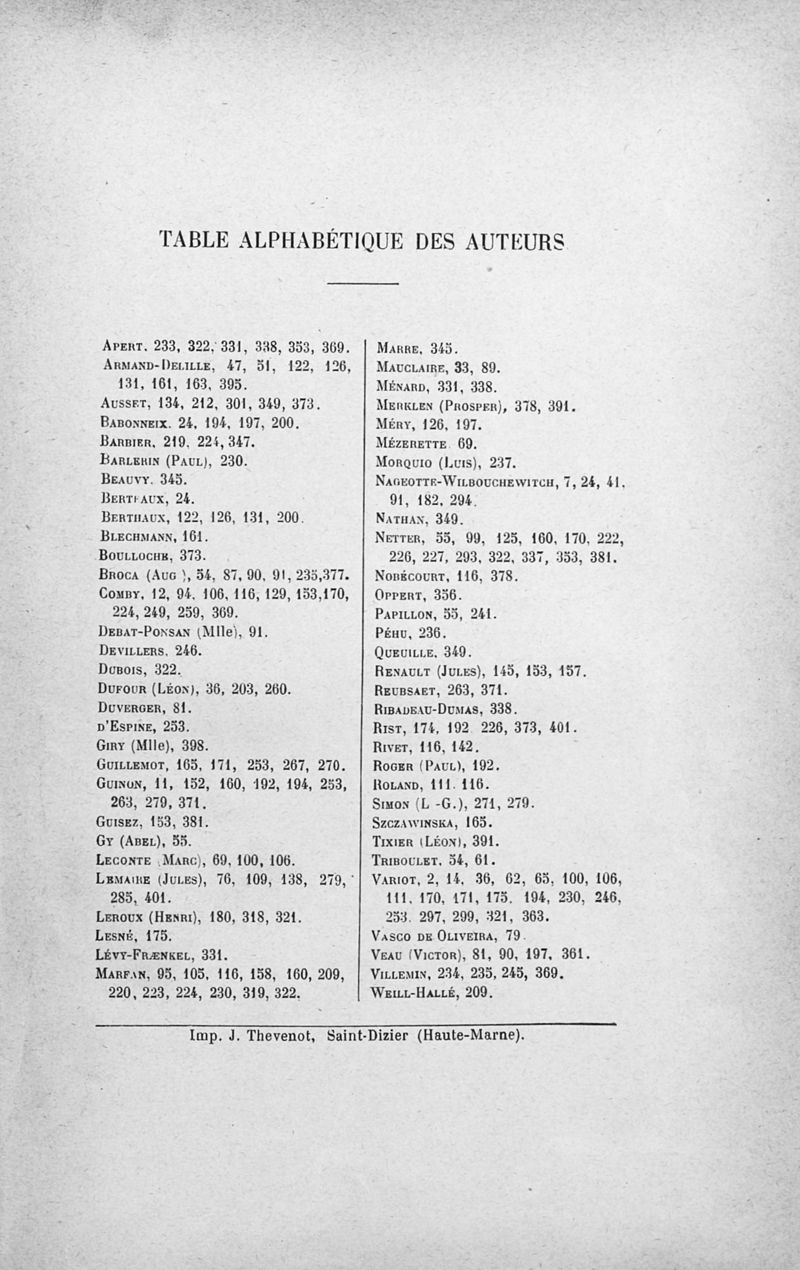 TABLE ALPHABÉTIQUE DES AUTEURS
APERT. 233, 322, 331, 338, 353, 369.
ARMAND-DELILLE, 47, 51, 122, 126,
131, 161, 163, 395.
AUSSET, 134, 212, 301, 349, 373.
BABONNEIX. 24, 194, 197, 200.
BARBIER, 219, 224, 347.
BARLERIN (PAUL), 230.
BEAUVY. 345.
BERTEAUX, 24.
BERTHAUX, 122, 126, 131, 200.
BLECHMANN, 161.
BOULLOCHE, 373.
BROCA (AUG ), 54, 87, 90, 91, 235, 377.
COMBY, 12, 94, 106, 116, 129, 153, 170,
224, 249, 259, 369.
DEBAT-PONSAN (Mlle), 91.
DEVILLERS, 246.
DUBOIS, 322.
DUFOUR (LÉON), 36, 203, 260.
DUVERGER, 81.
D'ESPINE, 253.
GIRY (Mlle), 398.
GUILLEMOT, 165, 171, 253, 267, 270.
GUINON, 11, 152, 160, 192, 194, 253,
263, 279, 371.
GUISEZ, 153, 381.
GY (ABEL), 55.
LECONTE (MARC), 69, 100, 106.
LEMAIRE (JULES), 76, 109, 138, 279,
285, 401.
LEROUX (HENRI), 180, 318, 321.
LESNÉ, 175.
LÉVY-FRÆNKEL, 331.
MARFAN, 95, 105, 116, 158, 160, 209,
220, 223, 224, 230, 319, 322.
MARRE, 345.
MAUCLAIRE, 33, 89.
MÉNARD, 331, 338.
MERKLEN (PROSPER), 378, 391.
MÉRY, 126, 197.
MÉZERETTE 69.
MORQUIO (LUIS), 237.
NAGEOTTE-WILBOUCHEWITCH, 7, 24, 41,
91, 182, 294.
NATHAN, 349.
NETTER, 55, 99, 125, 160, 170, 222,
226, 227, 293, 322, 337, 353, 381.
NOBÉCOURT, 116, 378.
OPPERT, 356.
PAPILLON, 55, 241.
PÉHU, 236.
QUEUILLE, 349.
RENAULT (JULES), 145, 153, 157.
REUBSAET, 263, 371.
RIBADEAU-DUMAS, 338.
RIST, 174, 192 226, 373, 401.
RIVET, 116, 142.
ROGER (PAUL), 192.
ROLAND, 111. 116.
SIMON (L -G.), 271, 279.
SZCZAWINSKA, 165.
TIXIER (LÉON), 391.
TRIBOULET, 54, 61.
VARIOT, 2, 14, 36, 62, 65, 100, 106,
111, 170, 171, 175, 194, 230, 246,
253. 297, 299, 321, 363.
VASCO DE OLIVEIRA, 79.
VEAU (VICTOR), 81, 90, 197, 361.
VILLEMIN, 234, 235, 245, 369.
WEILL-HALLÉ, 209.
Imp. J. Thevenot, Saint-Dizier (Haute-Marne).